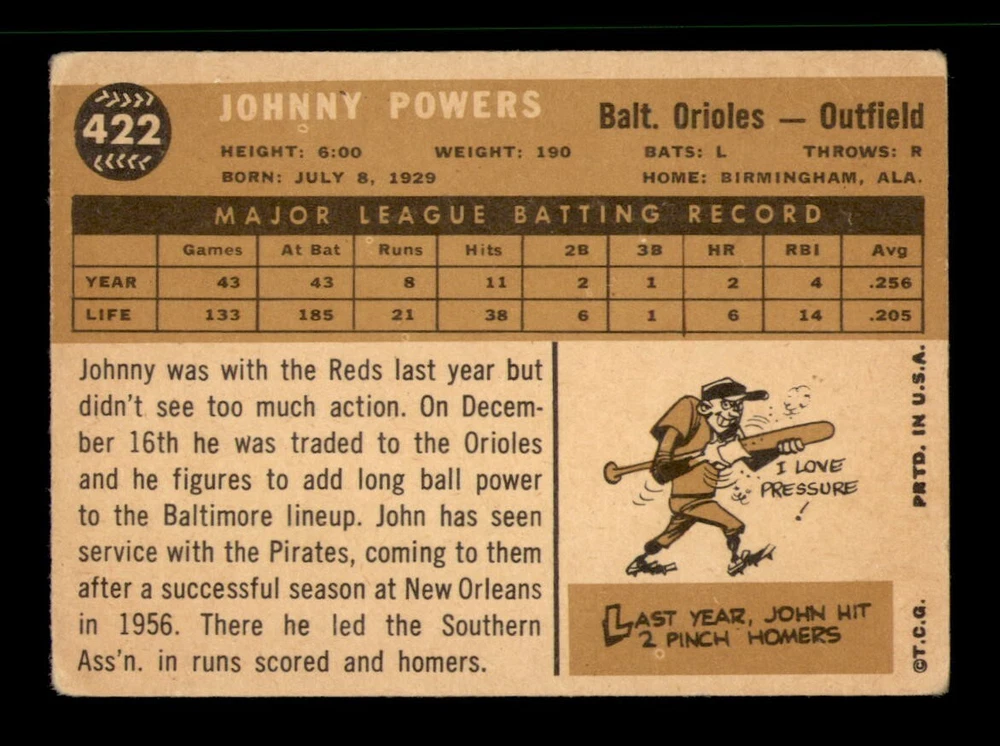 422
JOHNNY POWERS
Balt. Orioles — Outfield
HEIGHT: 6:00 WEIGHT: 190 BATS: L THROWS: R
BORN: JULY 8, 1929 HOME: BIRMINGHAM, ALA.
MAJOR LEAGUE BATTING RECORD
Games At Bat Runs Hits 2B 3B HR RBI Avg
YEAR 43 43 8 11 2 1 2 4 .256
LIFE 133 185 21 38 6 1 6 14 .205
Johnny was with the Reds last year but
didn't see too much action. On Decem-
ber 16th he was traded to the Orioles
and he figures to add long ball power
to the Baltimore lineup. John has seen
service with the Pirates, coming to them
after a successful season at New Orleans
in 1956. There he led the Southern
Ass'n. in runs scored and homers.
I LOVE
PRESSURE
!
LAST YEAR, JOHN HIT
2 PINCH HOMERS
PRTD. IN U.S.A.
©T.C.G.